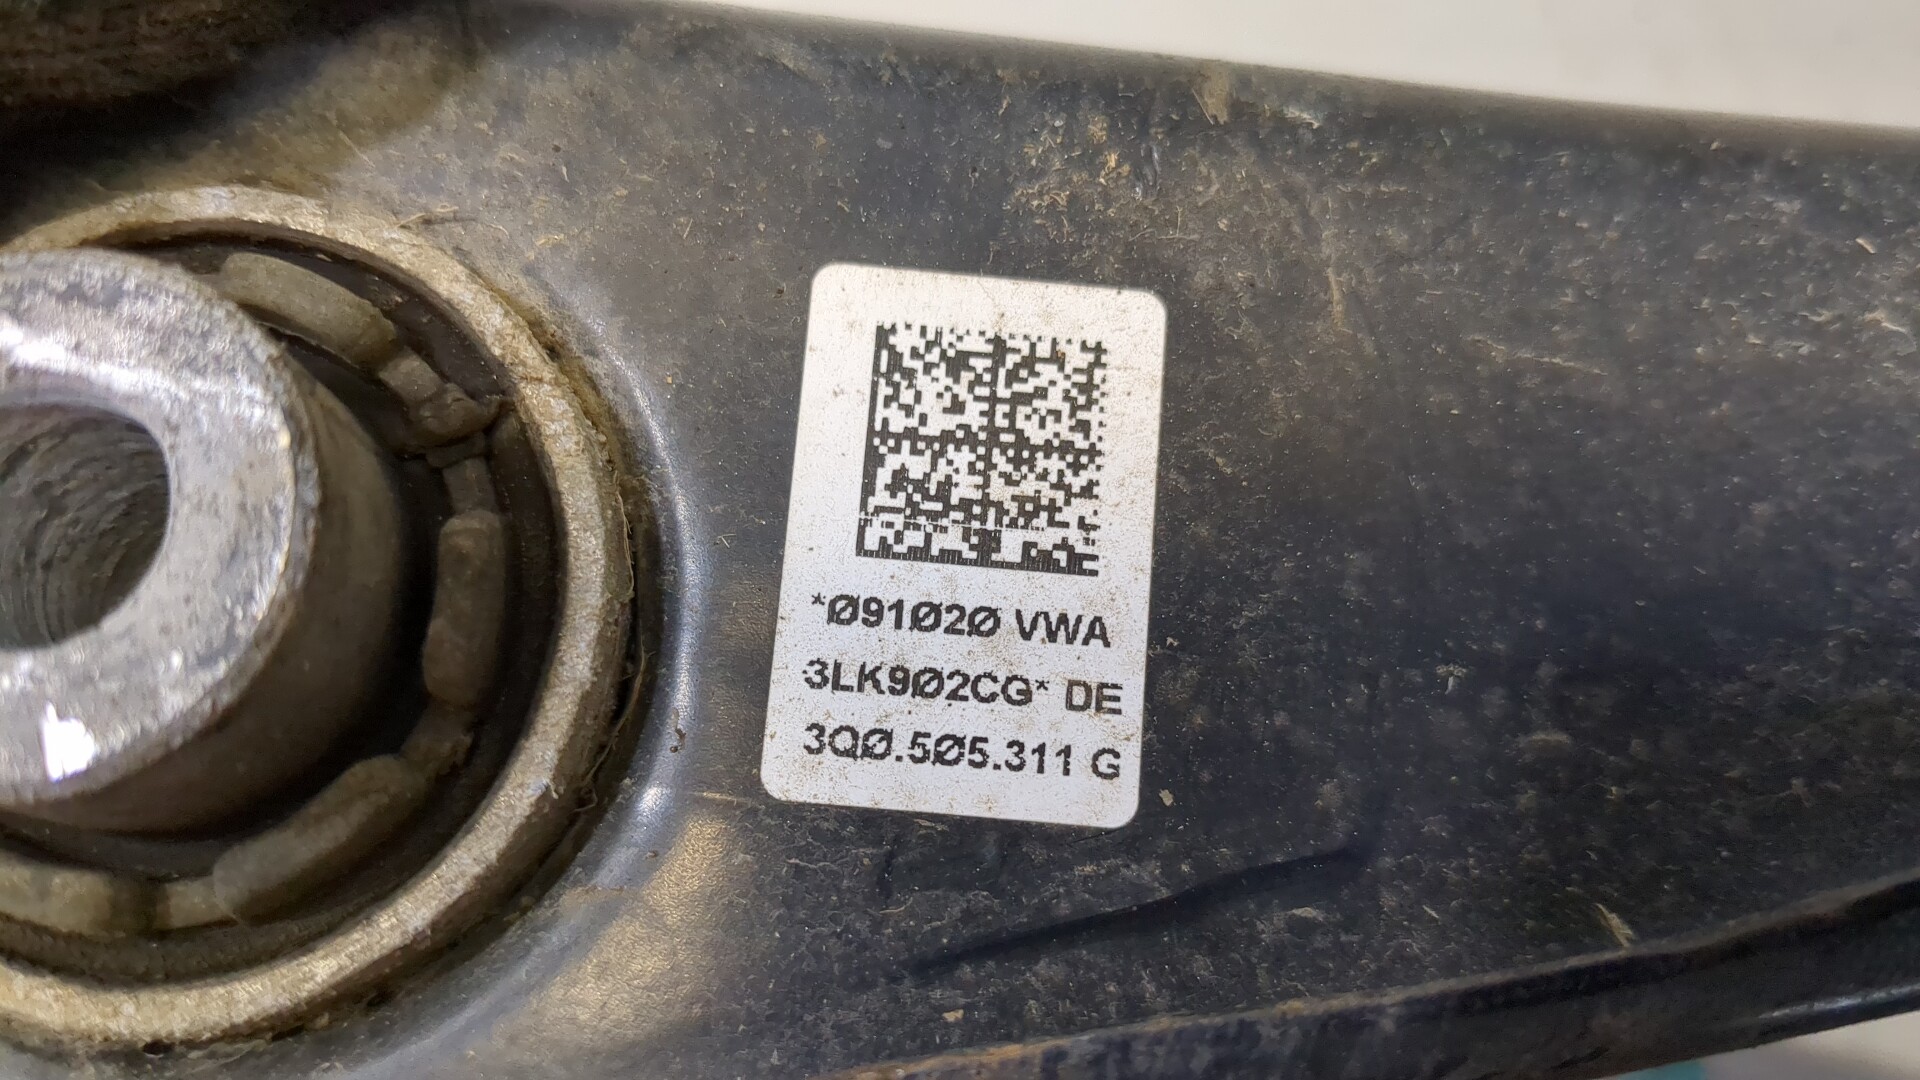 *Ø91Ø2Ø VWA
3LK9Ø2CG* DE
3QØ.5Ø5.311 G